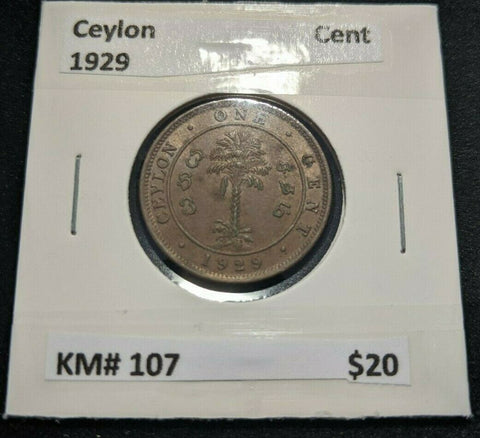 Ceylon Cent
1929
CEYLON · ONE · CENT
· 1929 ·
KM# 107 $20